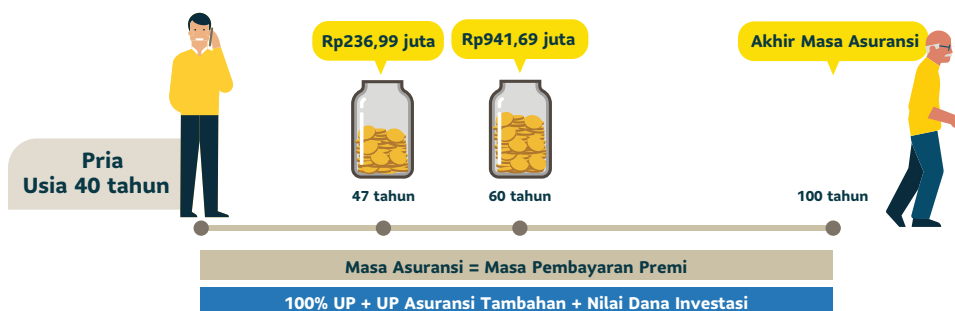 Rp236,99 juta
Rp941,69 juta
Akhir Masa Asuransi
Pria
Usia 40 tahun
47 tahun
60 tahun
100 tahun
Masa Asuransi = Masa Pembayaran Premi
100% UP + UP Asuransi Tambahan + Nilai Dana Investasi